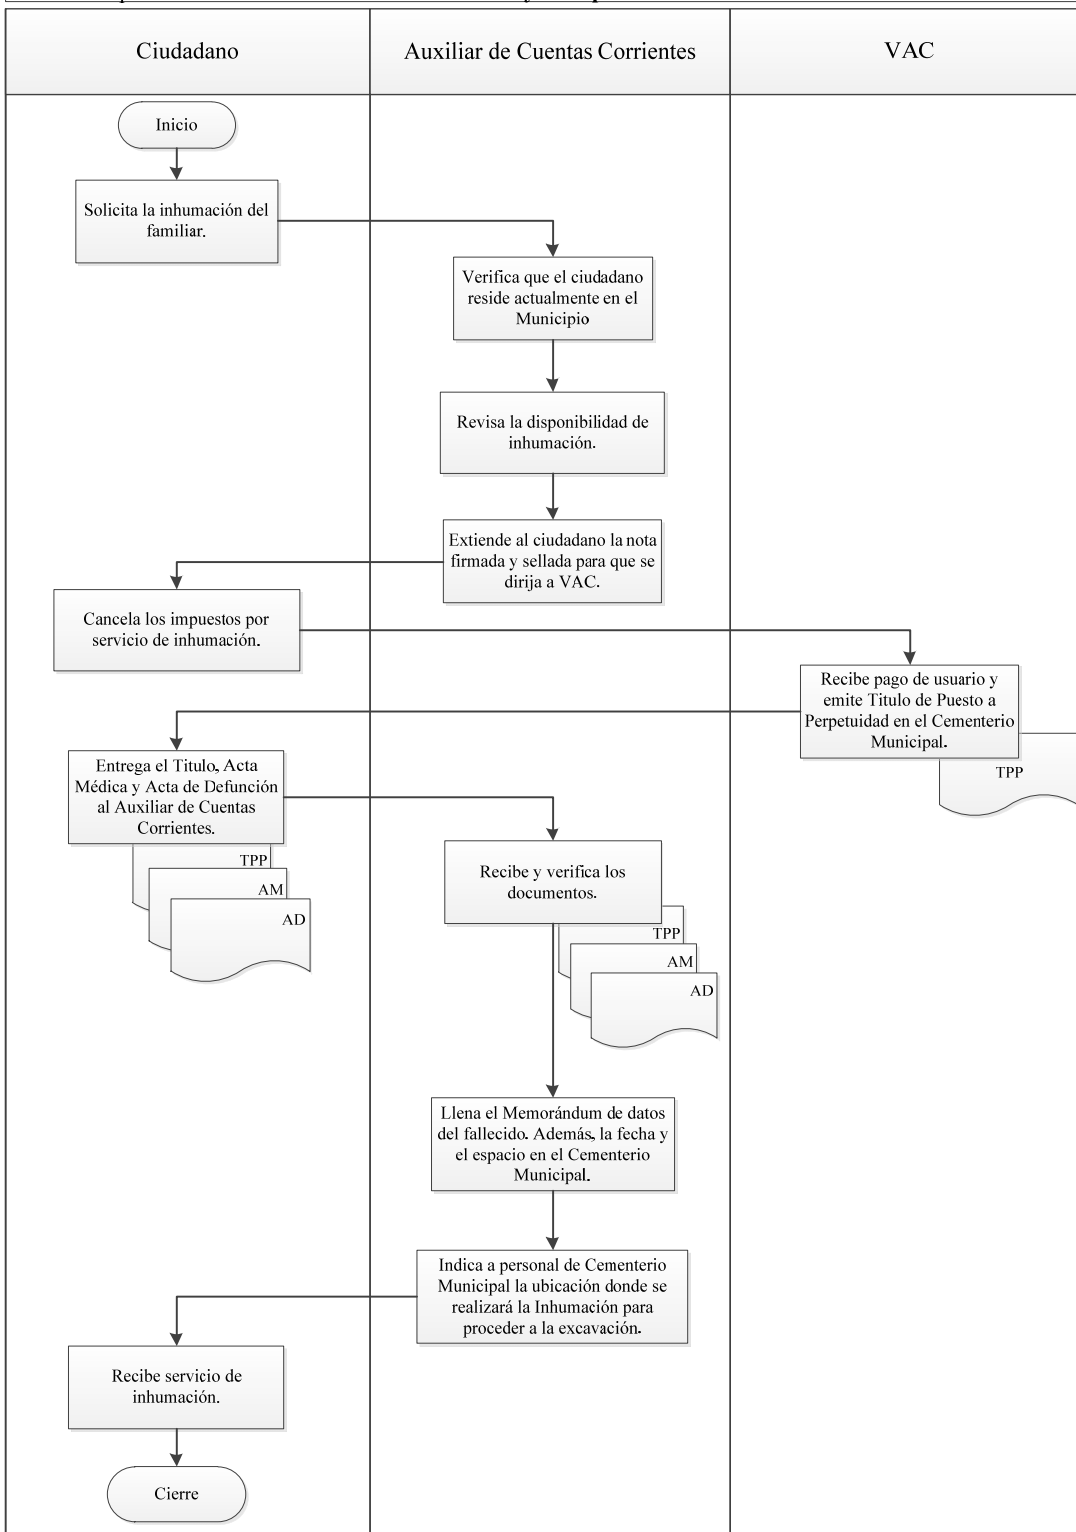 Ciudadano
Auxiliar de Cuentas Corrientes
VAC
Inicio
Solicita la inhumación del
familiar.
Verifica que el ciudadano
reside actualmente en el
Municipio
Revisa la disponibilidad de
inhumación.
Extiende al ciudadano la nota
firmada y sellada para que se
dirija a VAC.
Cancela los impuestos por
servicio de inhumación.
Recibe pago de usuario y
emite Titulo de Puesto a
Perpetuidad en el Cementerio
Municipal.
TPP
Entrega el Titulo, Acta
Médica y Acta de Defunción
al Auxiliar de Cuentas
Corrientes.
TPP
AM
AD
Recibe y verifica los
documentos.
TPP
AM
AD
Llena el Memorándum de datos
del fallecido. Además, la fecha y
el espacio en el Cementerio
Municipal.
Indica a personal de Cementerio
Municipal la ubicación donde se
realizará la Inhumación para
proceder a la excavación.
Recibe servicio de
inhumación.
Cierre